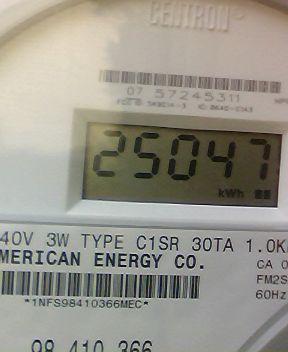 CENTRON
07 57245311
25047
kWh
40V 3W TYPE C1SR 30TA 1.0K
MERICAN ENERGY CO.
CA 0
FM2S
60Hz
*1NFS98410366MEC*
98 410 366